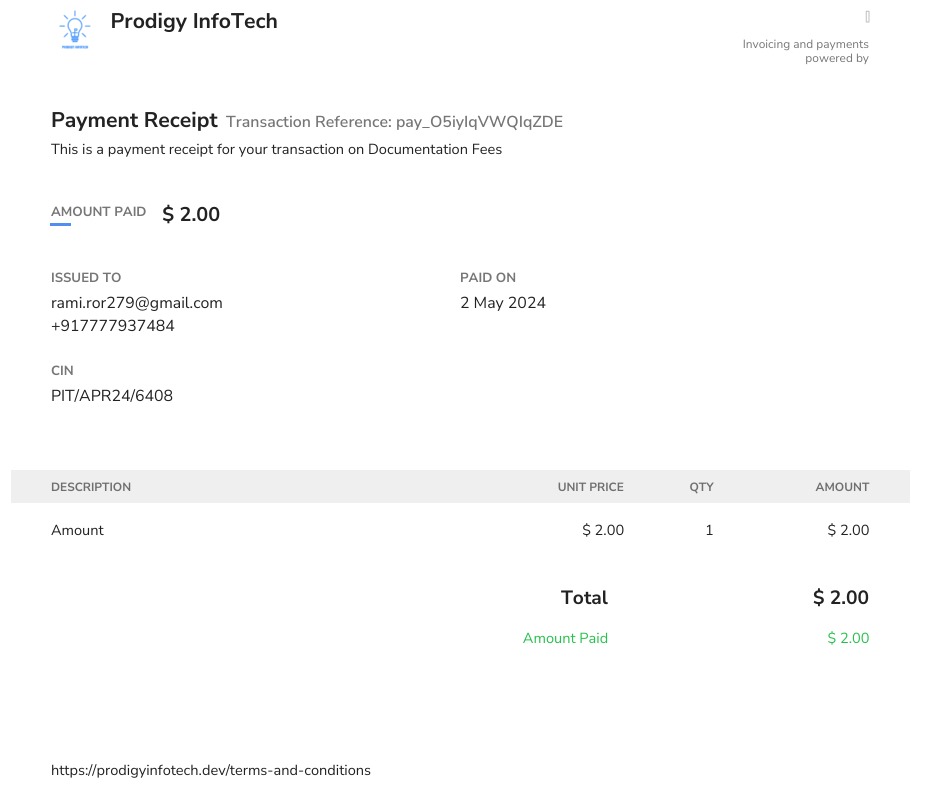 Prodigy InfoTech
Invoicing and payments
powered by
Payment Receipt Transaction Reference: pay_O5iyIqVWQIqZDE
This is a payment receipt for your transaction on Documentation Fees
AMOUNT PAID $ 2.00
ISSUED TO PAID ON
rami.ror279@gmail.com 2 May 2024
+917777937484
CIN
PIT/APR24/6408
DESCRIPTION UNIT PRICE QTY AMOUNT
Amount $ 2.00 1 $ 2.00
Total $ 2.00
Amount Paid $ 2.00
https://prodigyinfotech.dev/terms-and-conditions